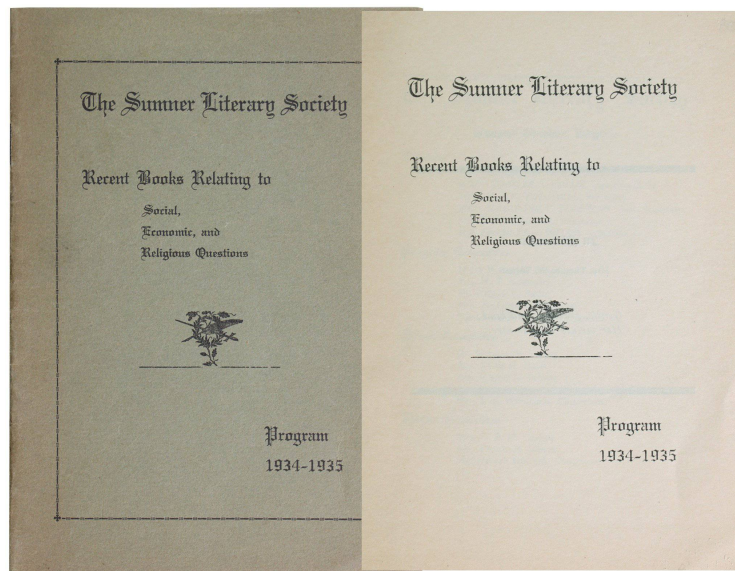 The Sumner Literary Society
Recent Books Relating to
Social,
Economic, and
Religious Questions
Program
1934-1935
The Sumner Literary Society
Recent Books Relating to
Social,
Economic, and
Religious Questions
Program
1934-1935